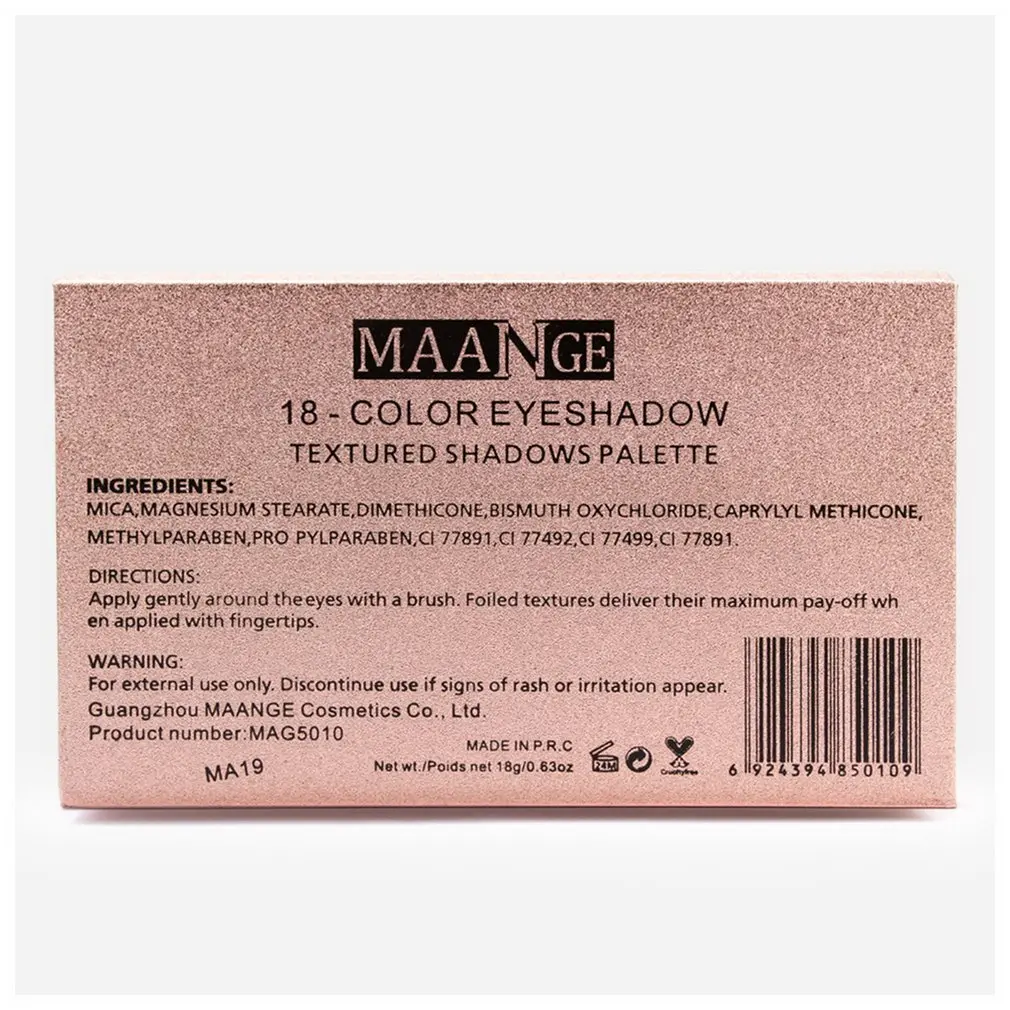 MAANGE
18 - COLOR EYESHADOW
TEXTURED SHADOWS PALETTE
INGREDIENTS:
MICA,MAGNESIUM STEARATE,DIMETHICONE,BISMUTH OXYCHLORIDE,CAPRYLYL METHICONE,
METHYLPARABEN,PRO PYLPARABEN,CI 77891,CI 77492,CI 77499,CI 77891.
DIRECTIONS:
Apply gently around theeyes with a brush. Foiled textures deliver their maximum pay-off wh
en applied with fingertips.
WARNING:
For external use only. Discontinue use if signs of rash or irritation appear.
Guangzhou MAANGE Cosmetics Co., Ltd.
Product number:MAG5010
MA19
MADE IN P.R.C
Net wt./Poids net 18g/0.63oz
24M
Crueltyfree
6 924394 850109